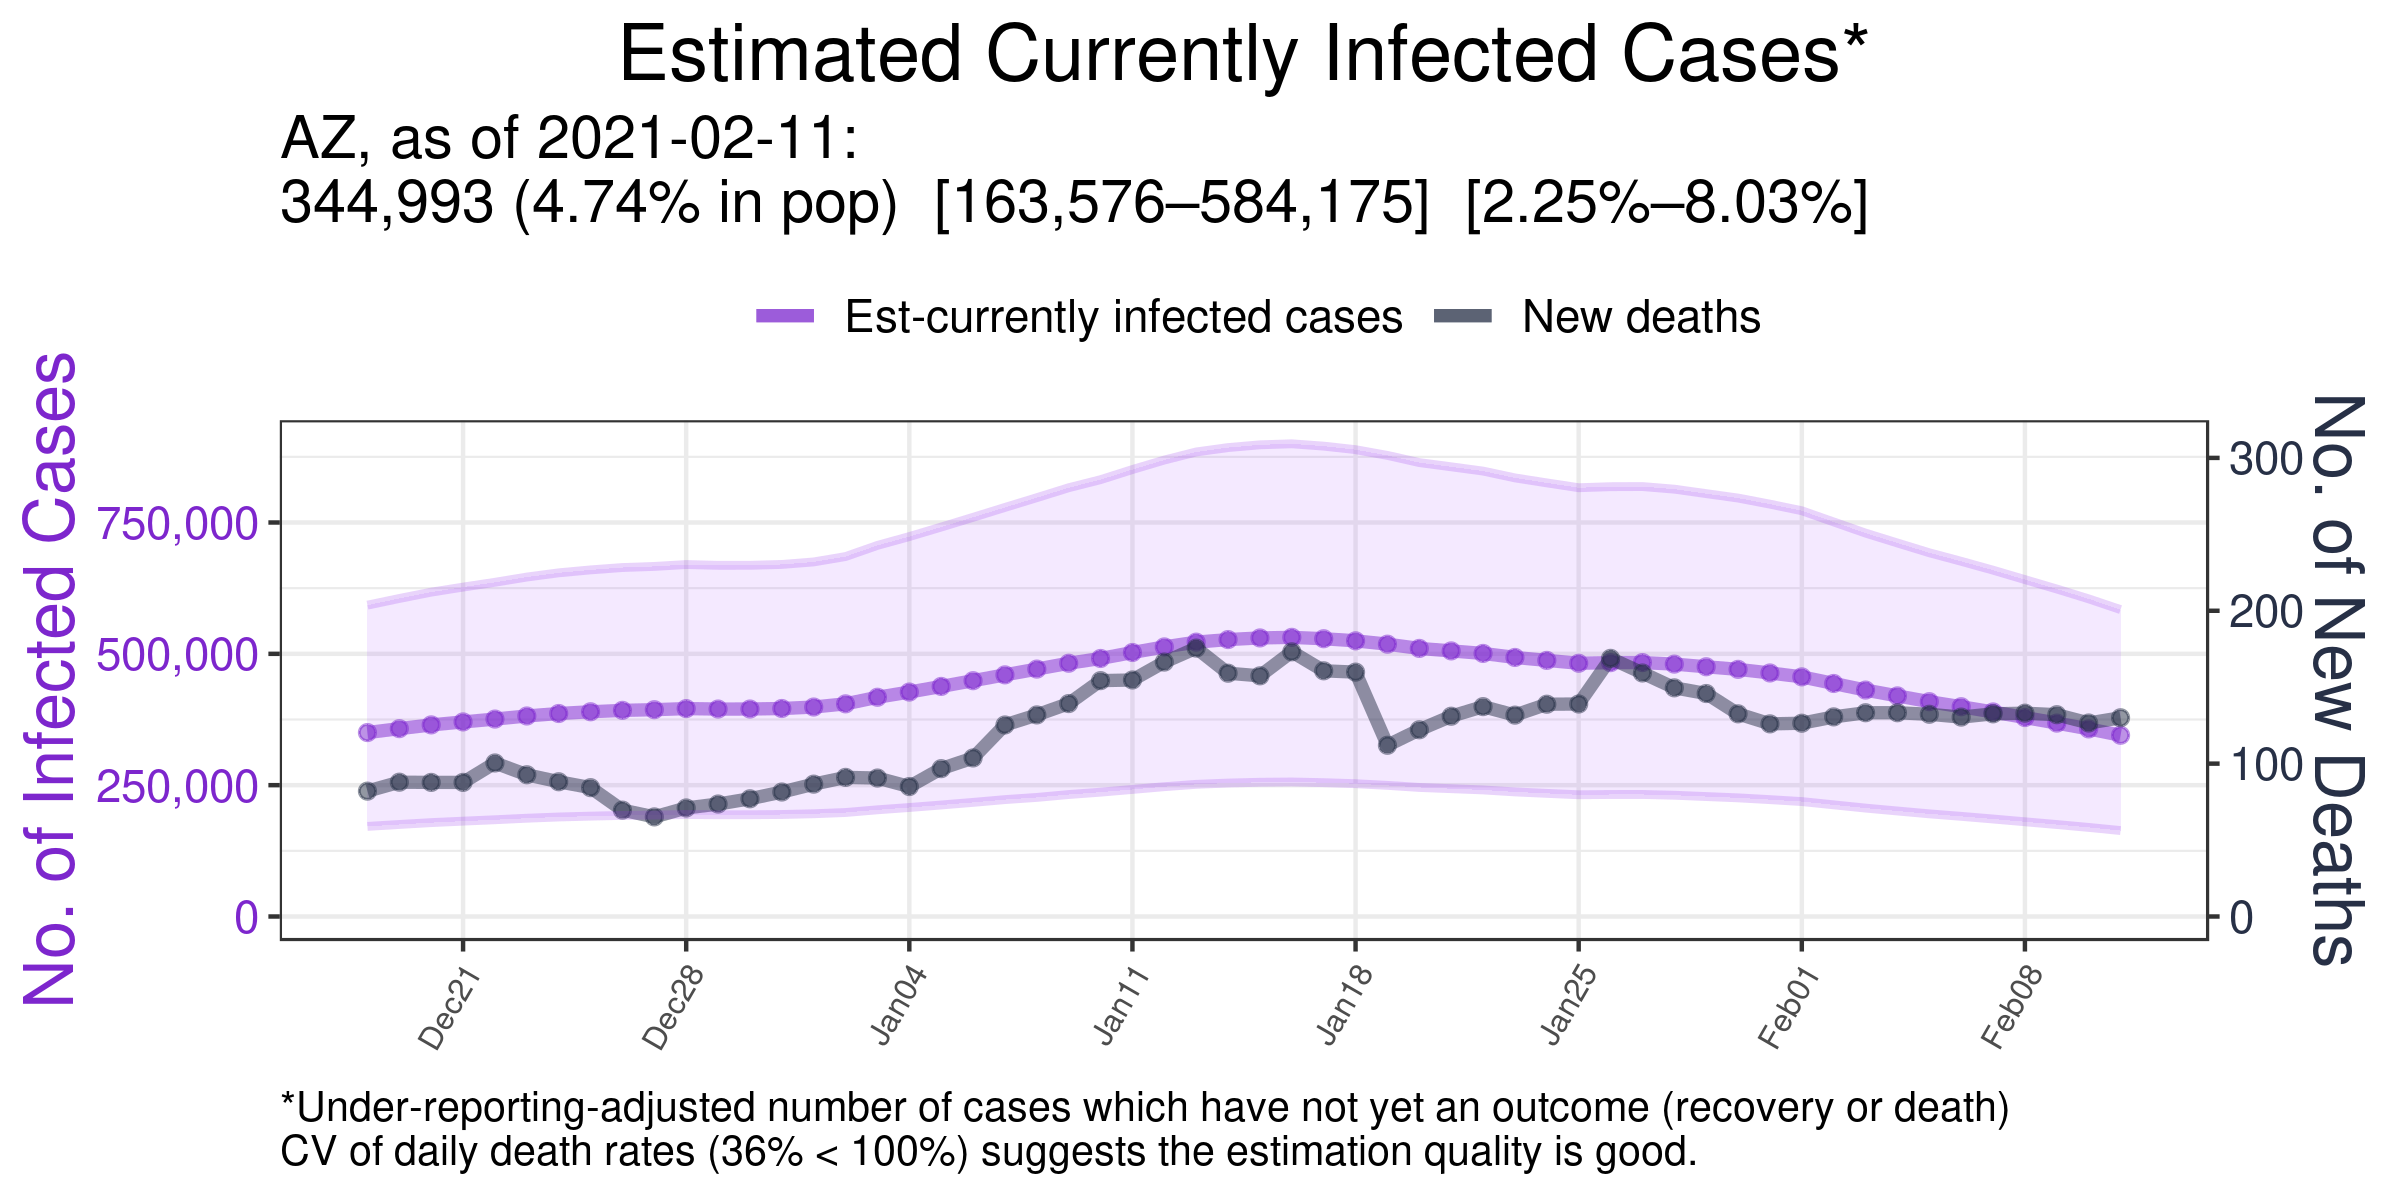 Estimated Currently Infected Cases*
AZ, as of 2021-02-11:
344,993 (4.74% in pop)  [163,576–584,175]  [2.25%–8.03%]
Est-currently infected cases
New deaths
No. of Infected Cases
750,000
500,000
250,000
0
300
200
100
0
No. of New Deaths
Dec21
Dec28
Jan04
Jan11
Jan18
Jan25
Feb01
Feb08
*Under-reporting-adjusted number of cases which have not yet an outcome (recovery or death)
CV of daily death rates (36% < 100%) suggests the estimation quality is good.